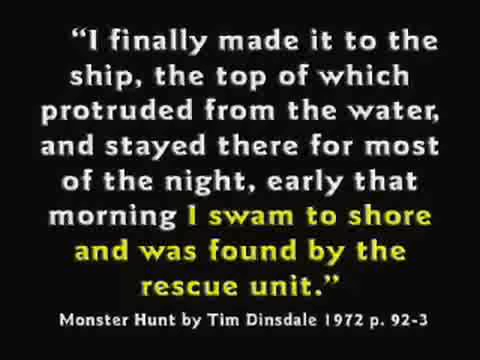 “I finally made it to the
ship, the top of which
protruded from the water,
and stayed there for most
of the night, early that
morning I swam to shore
and was found by the
rescue unit.”
Monster Hunt by Tim Dinsdale 1972 p. 92-3